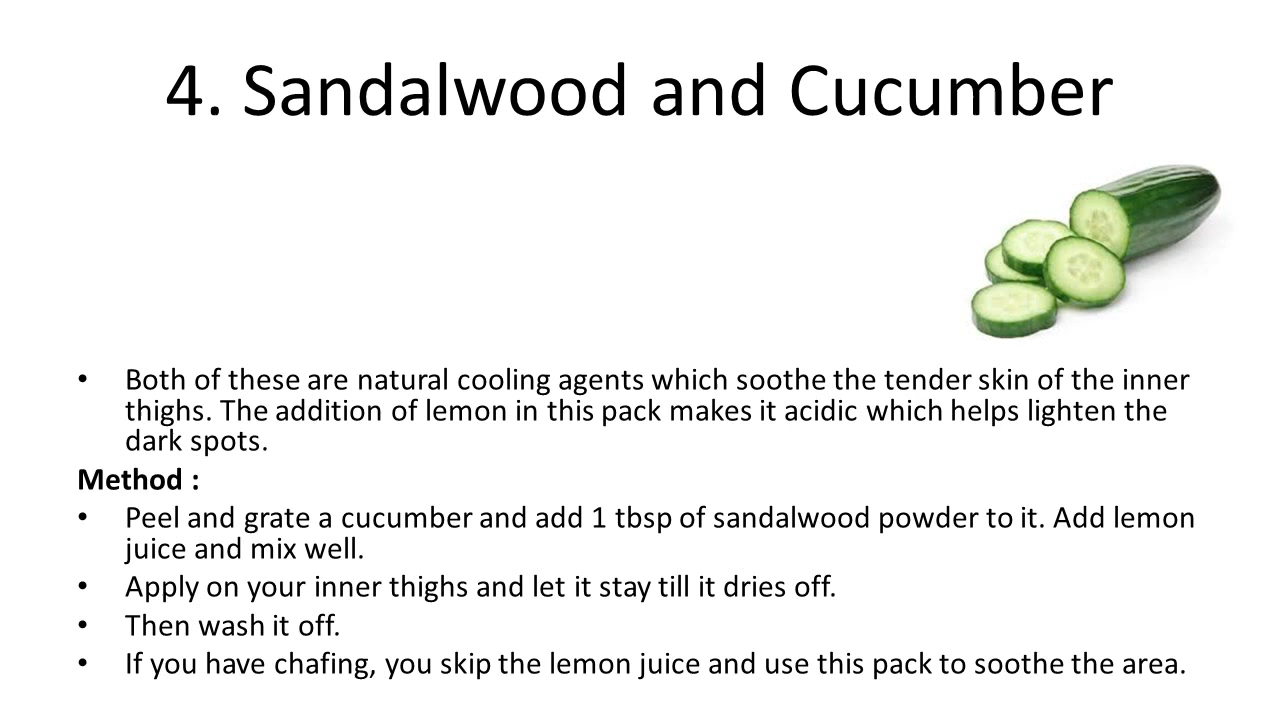 4. Sandalwood and Cucumber
• Both of these are natural cooling agents which soothe the tender skin of the inner
thighs. The addition of lemon in this pack makes it acidic which helps lighten the
dark spots.
Method :
• Peel and grate a cucumber and add 1 tbsp of sandalwood powder to it. Add lemon
juice and mix well.
• Apply on your inner thighs and let it stay till it dries off.
• Then wash it off.
• If you have chafing, you skip the lemon juice and use this pack to soothe the area.